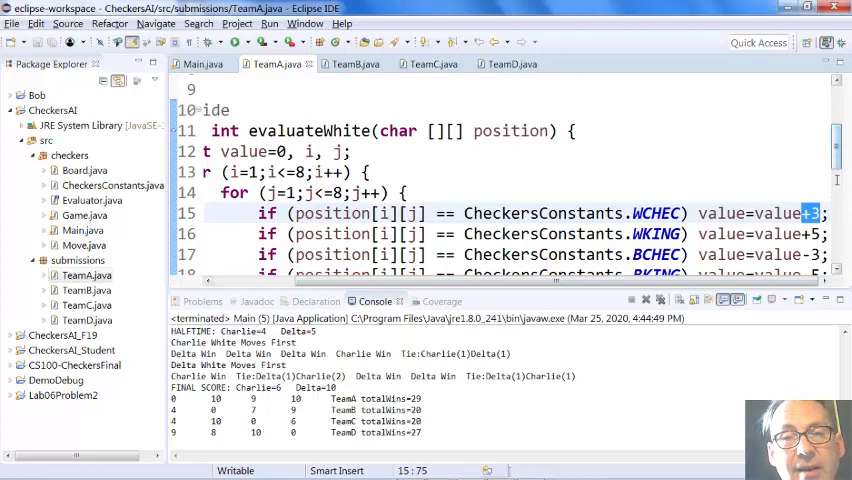 eclipse-workspace - CheckersAI/src/submissions/TeamA.java - Eclipse IDE
File Edit Source Refactor Navigate Search Project Run Window Help
Quick Access
Package Explorer
Bob
CheckersAI
JRE System Library [JavaSE-
src
checkers
Board.java
CheckersConstants.java
Evaluator.java
Game.java
Main.java
Move.java
submissions
TeamA.java
TeamB.java
TeamC.java
TeamD.java
CheckersAI_F19
CheckersAI_Student
CS100-CheckersFinal
DemoDebug
Lab06Problem2
Main.java TeamA.java TeamB.java TeamC.java TeamD.java
9
10 ide
11 int evaluateWhite(char [][] position) {
12 t value=0, i, j;
13 r (i=1;i<=8;i++) {
14 for (j=1;j<=8;j++) {
15 if (position[i][j] == CheckersConstants.WCHEC) value=value+3;
16 if (position[i][j] == CheckersConstants.WKING) value=value+5;
17 if (position[i][j] == CheckersConstants.BCHEC) value=value-3;
18 if (position[i][j] == CheckersConstants.BKING) value=value-5;
Problems Javadoc Declaration Console Coverage
<terminated> Main (5) [Java Application] C:\Program Files\Java\jre1.8.0_241\bin\javaw.exe (Mar 25, 2020, 4:44:49 PM)
HALFTIME: Charlie=4 Delta=5
Charlie White Moves First
Delta Win Delta Win Delta Win Charlie Win Tie:Charlie(1)Delta(1)
Delta White Moves First
Charlie Win Tie:Delta(1)Charlie(2) Delta Win Delta Win Tie:Delta(1)Charlie(1)
FINAL SCORE: Charlie=6 Delta=10
0 10 9 10 TeamA totalWins=29
4 0 7 9 TeamB totalWins=20
4 10 0 6 TeamC totalWins=20
9 8 10 0 TeamD totalWins=27
Writable Smart Insert 15 : 75